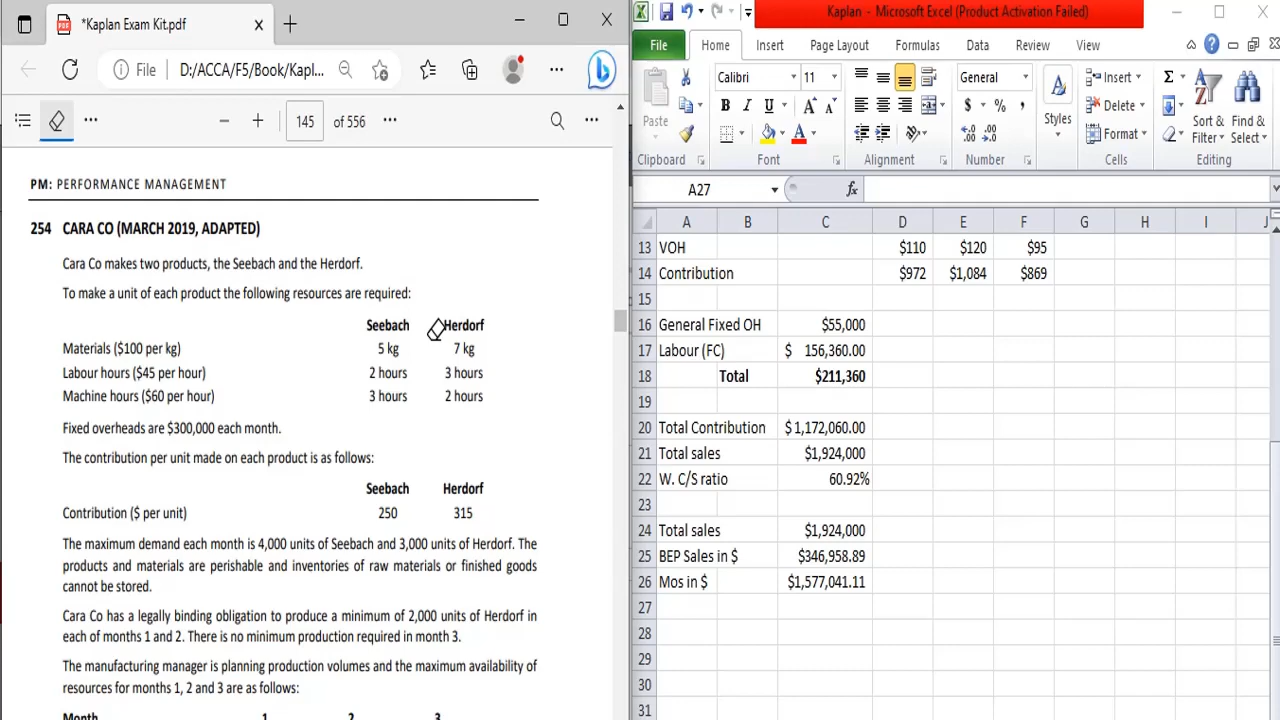 *Kaplan Exam Kit.pdf
File D:/ACCA/F5/Book/Kapl...
145 of 556
PM: PERFORMANCE MANAGEMENT
254 CARA CO (MARCH 2019, ADAPTED)
Cara Co makes two products, the Seebach and the Herdorf.
To make a unit of each product the following resources are required:
Seebach Herdorf
Materials ($100 per kg) 5 kg 7 kg
Labour hours ($45 per hour) 2 hours 3 hours
Machine hours ($60 per hour) 3 hours 2 hours
Fixed overheads are $300,000 each month.
The contribution per unit made on each product is as follows:
Seebach Herdorf
Contribution ($ per unit) 250 315
The maximum demand each month is 4,000 units of Seebach and 3,000 units of Herdorf. The
products and materials are perishable and inventories of raw materials or finished goods
cannot be stored.
Cara Co has a legally binding obligation to produce a minimum of 2,000 units of Herdorf in
each of months 1 and 2. There is no minimum production required in month 3.
The manufacturing manager is planning production volumes and the maximum availability of
resources for months 1, 2 and 3 are as follows:
Month 1 2 3
Kaplan - Microsoft Excel (Product Activation Failed)
File Home Insert Page Layout Formulas Data Review View
Paste
Calibri 11
B I U A A
A
General
$ % ,
Styles
Insert
Delete
Format
Σ
Sort & Filter
Find & Select
Clipboard Font Alignment Number Cells Editing
A27 fx
A B C D E F G H I J
13 VOH $110 $120 $95
14 Contribution $972 $1,084 $869
15
16 General Fixed OH $55,000
17 Labour (FC) $ 156,360.00
18 Total $211,360
19
20 Total Contribution $ 1,172,060.00
21 Total sales $1,924,000
22 W. C/S ratio 60.92%
23
24 Total sales $1,924,000
25 BEP Sales in $ $346,958.89
26 Mos in $ $1,577,041.11
27
28
29
30
31